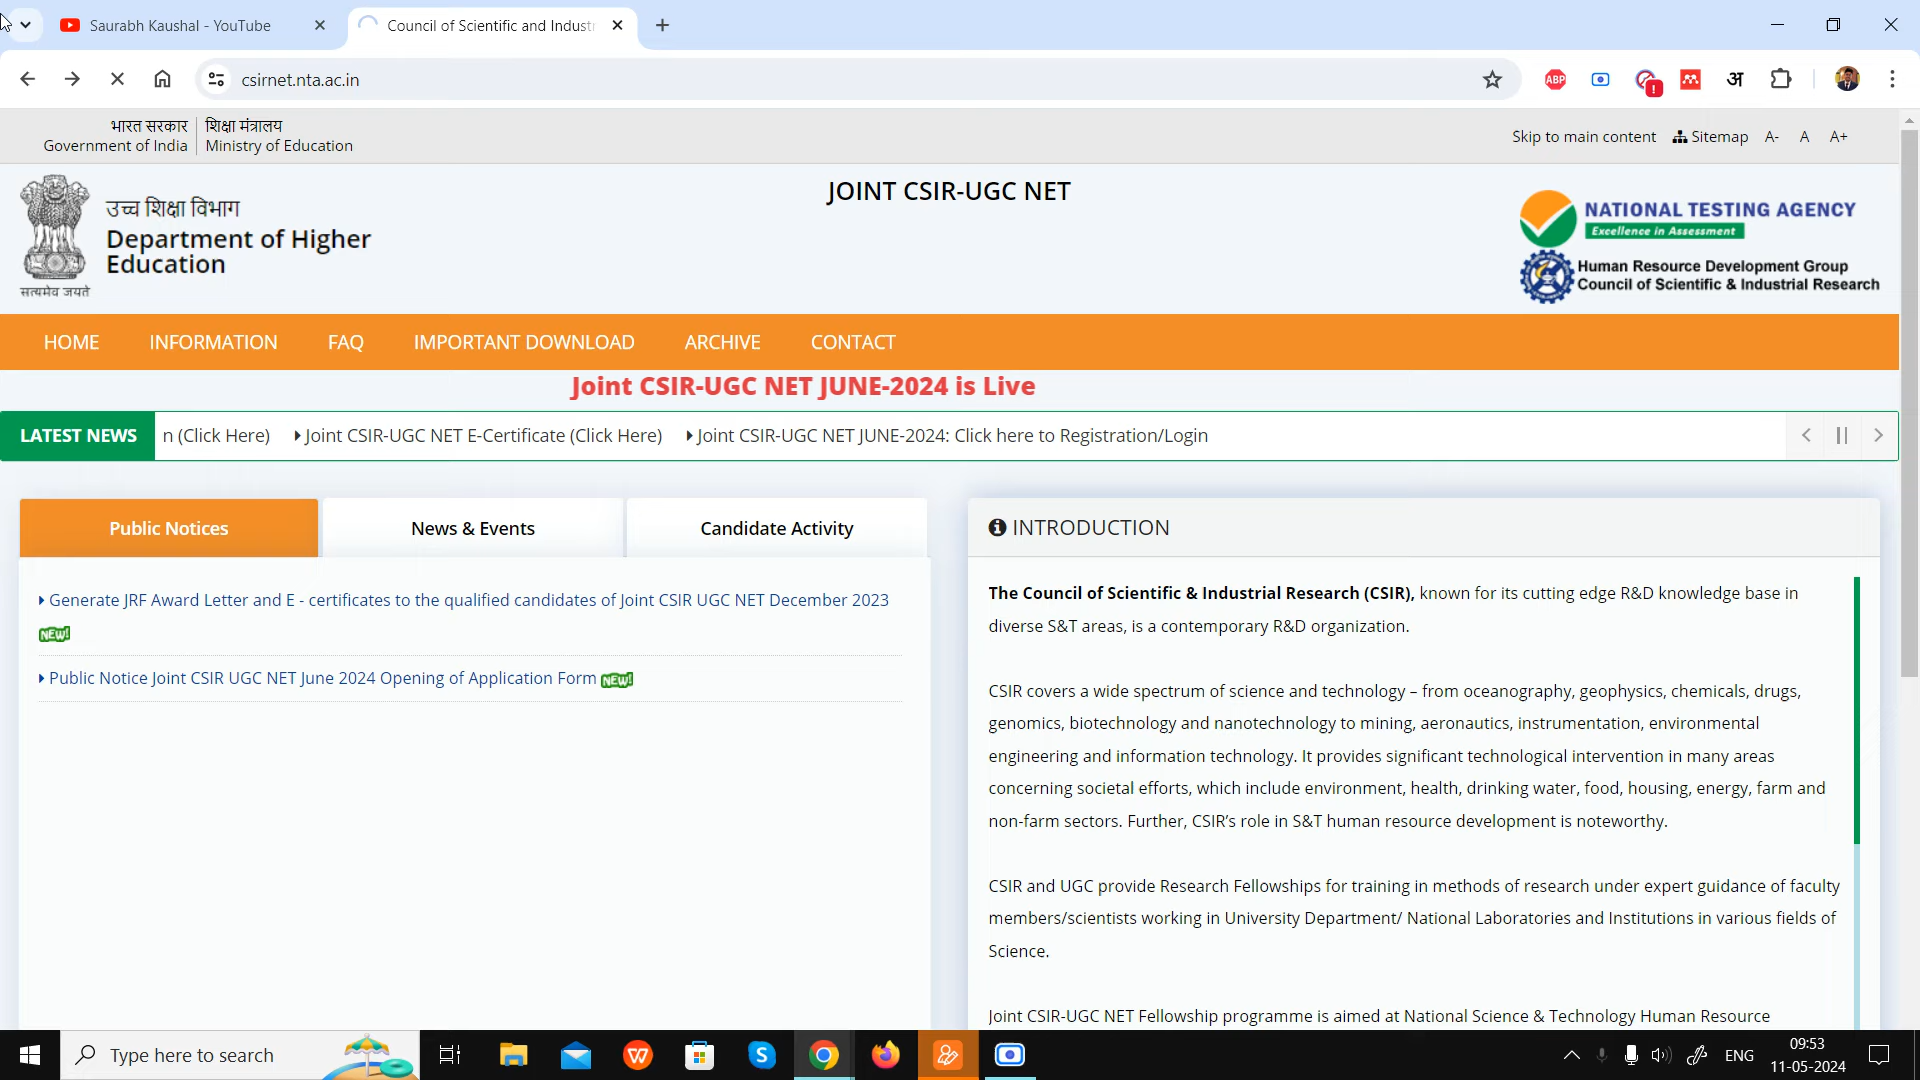 Saurabh Kaushal - YouTube
Council of Scientific and Industr
csirnet.nta.ac.in
ABP
अ
भारत सरकार
शिक्षा मंत्रालय
Government of India
Ministry of Education
Skip to main content
Sitemap
A-
A
A+
सत्यमेव जयते
उच्च शिक्षा विभाग
Department of Higher
Education
JOINT CSIR-UGC NET
NATIONAL TESTING AGENCY
Excellence in Assessment
Human Resource Development Group
Council of Scientific & Industrial Research
HOME
INFORMATION
FAQ
IMPORTANT DOWNLOAD
ARCHIVE
CONTACT
Joint CSIR-UGC NET JUNE-2024 is Live
LATEST NEWS
n (Click Here)
Joint CSIR-UGC NET E-Certificate (Click Here)
Joint CSIR-UGC NET JUNE-2024: Click here to Registration/Login
Public Notices
News & Events
Candidate Activity
Generate JRF Award Letter and E - certificates to the qualified candidates of Joint CSIR UGC NET December 2023
NEW!
Public Notice Joint CSIR UGC NET June 2024 Opening of Application Form NEW!
INTRODUCTION
The Council of Scientific & Industrial Research (CSIR), known for its cutting edge R&D knowledge base in
diverse S&T areas, is a contemporary R&D organization.
CSIR covers a wide spectrum of science and technology – from oceanography, geophysics, chemicals, drugs,
genomics, biotechnology and nanotechnology to mining, aeronautics, instrumentation, environmental
engineering and information technology. It provides significant technological intervention in many areas
concerning societal efforts, which include environment, health, drinking water, food, housing, energy, farm and
non-farm sectors. Further, CSIR’s role in S&T human resource development is noteworthy.
CSIR and UGC provide Research Fellowships for training in methods of research under expert guidance of faculty
members/scientists working in University Department/ National Laboratories and Institutions in various fields of
Science.
Joint CSIR-UGC NET Fellowship programme is aimed at National Science & Technology Human Resource
Type here to search
ENG
09:53
11-05-2024